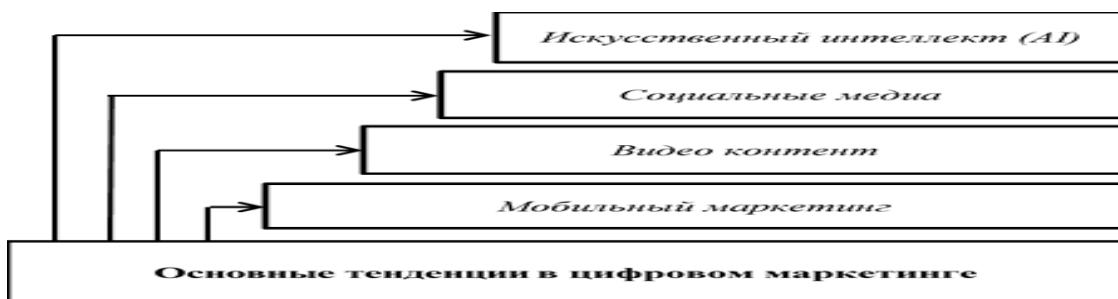 Искусственный интеллект (AI)
Социальные медиа
Видео контент
Мобильный маркетинг
Основные тенденции в цифровом маркетинге